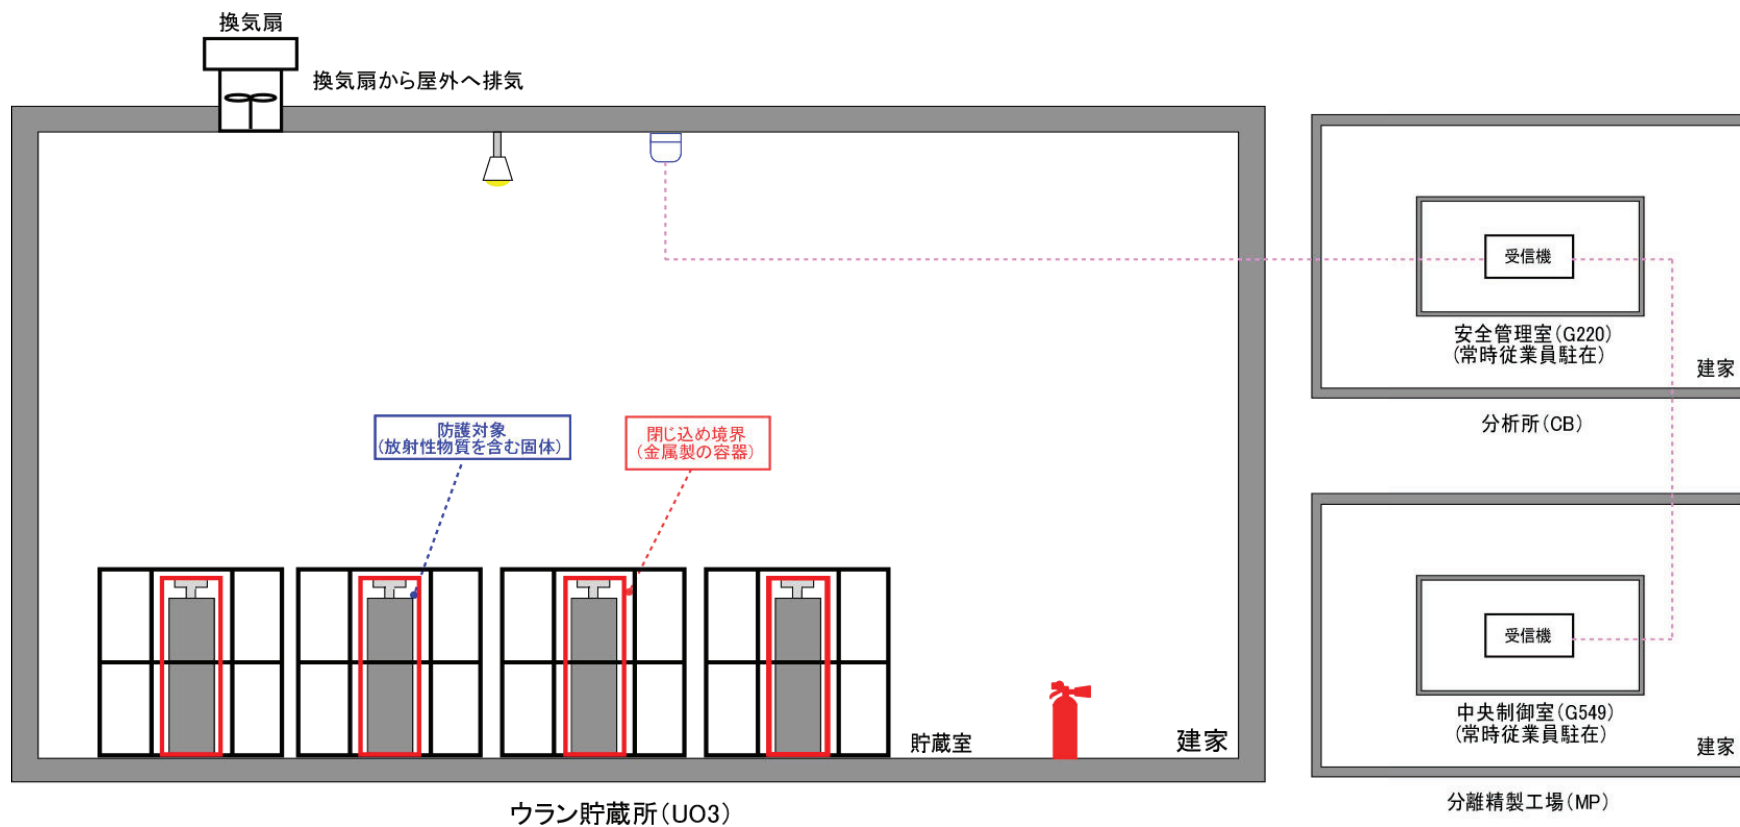 換気扇
換気扇から屋外へ排気
受信機
安全管理室(G220)
(常時従業員駐在)
建家
分析所(CB)
防護対象
(放射性物質を含む固体)
閉じ込め境界
(金属製の容器)
受信機
中央制御室(G549)
(常時従業員駐在)
建家
分離精製工場(MP)
貯蔵室
建家
ウラン貯蔵所(UO3)